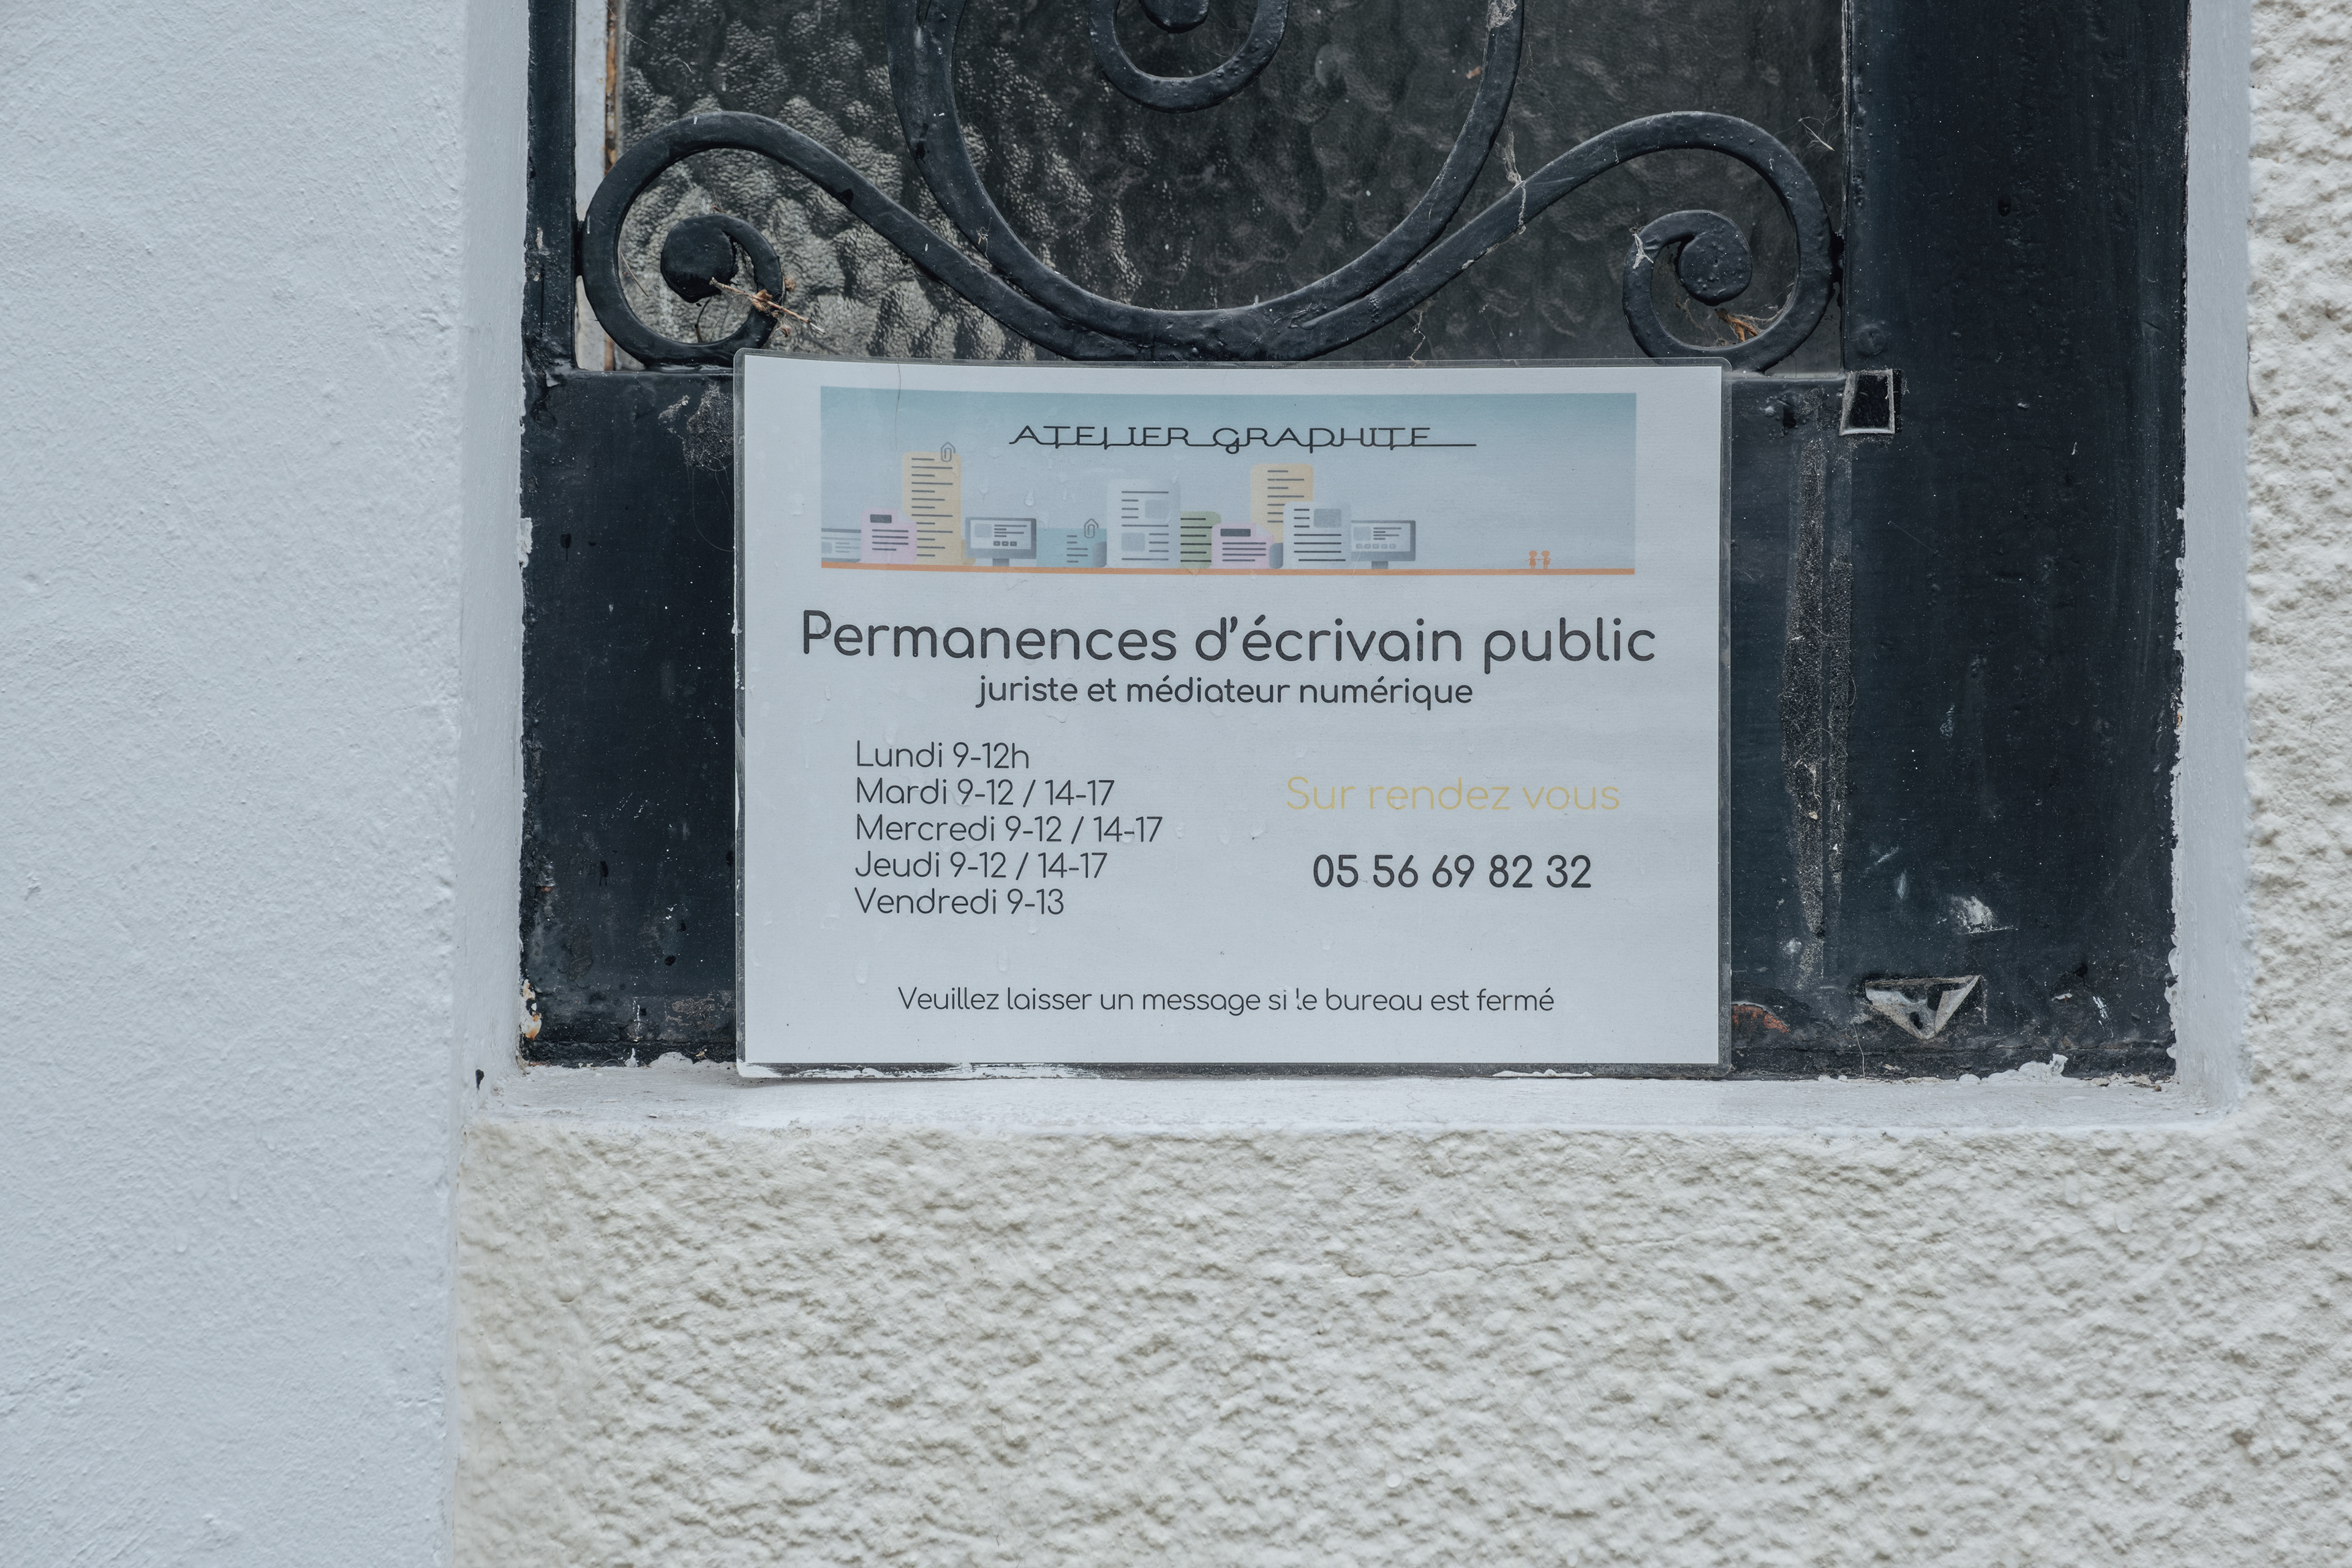 ATELIER GRAPHITE
Permanences d'écrivain public
juriste et médiateur numérique
Lundi 9-12h
Mardi 9-12 / 14-17
Mercredi 9-12 / 14-17
Jeudi 9-12 / 14-17
Vendredi 9-13
Sur rendez vous
05 56 69 82 32
Veuillez laisser un message si le bureau est fermé